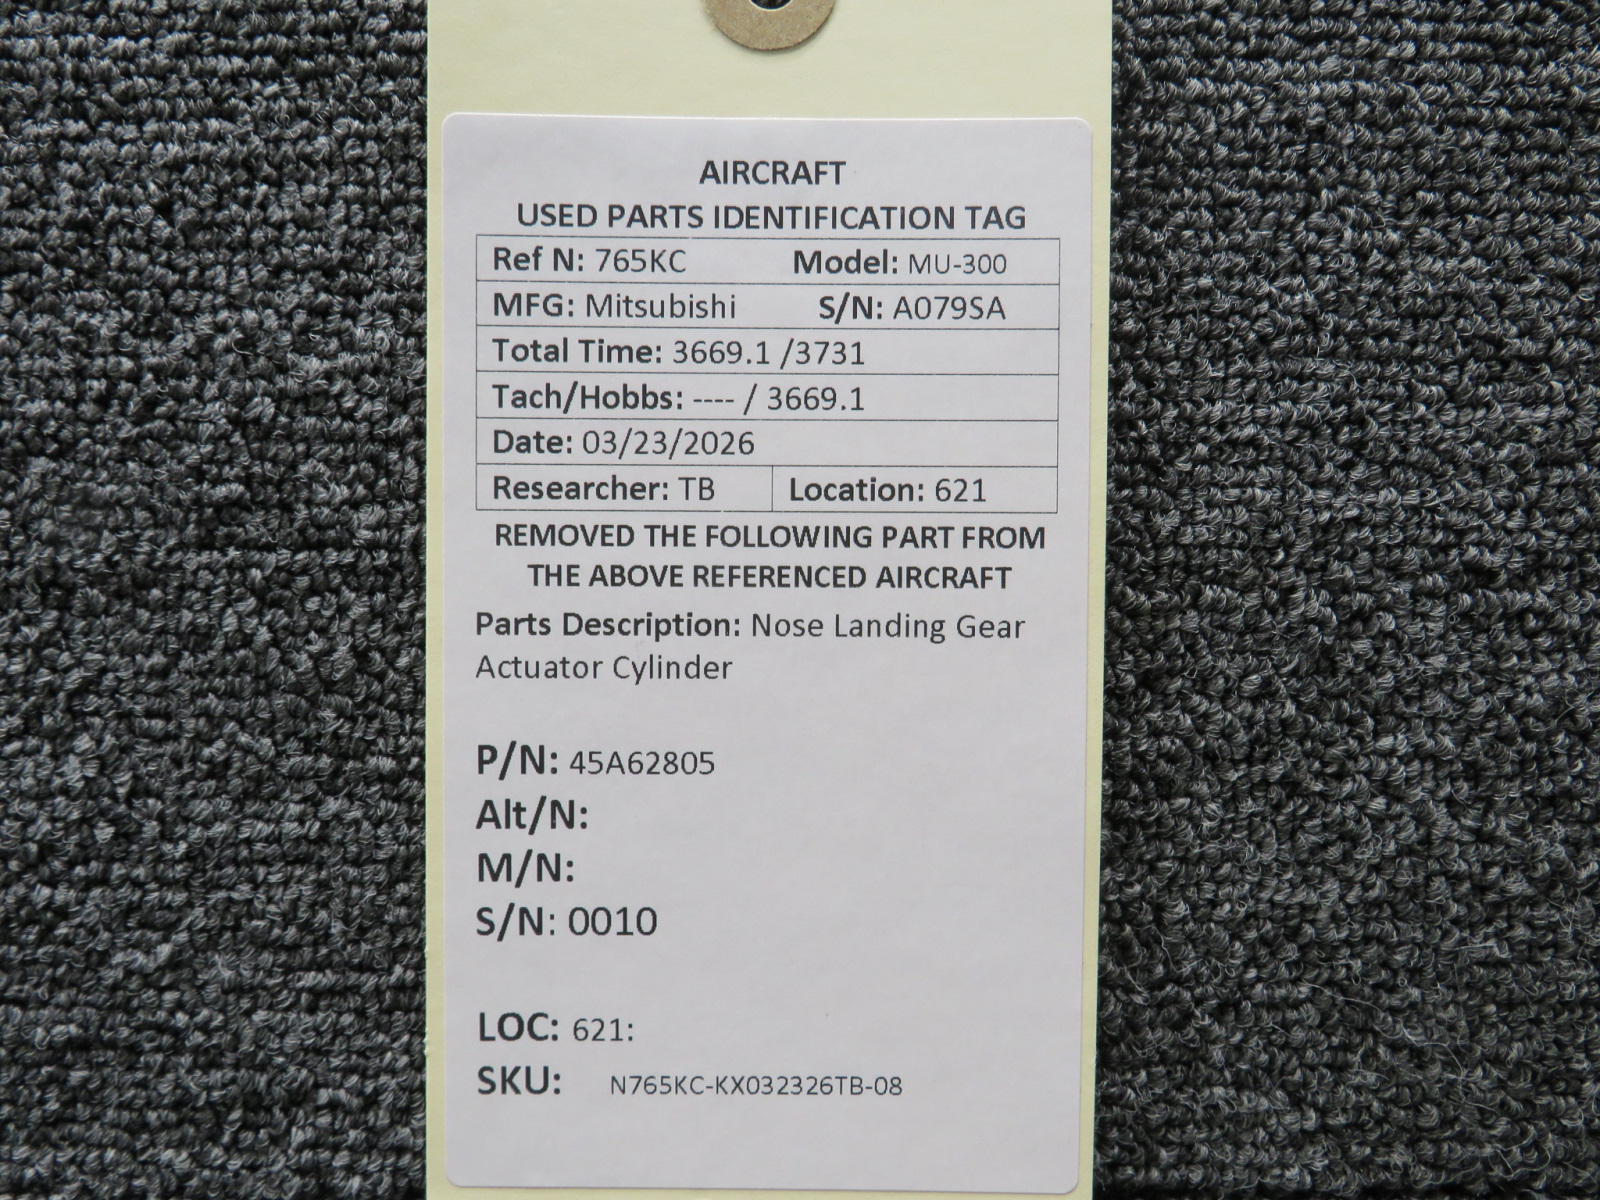 AIRCRAFT
USED PARTS IDENTIFICATION TAG
Ref N: 765KC Model: MU-300
MFG: Mitsubishi S/N: A079SA
Total Time: 3669.1 /3731
Tach/Hobbs: ---- / 3669.1
Date: 03/23/2026
Researcher: TB Location: 621
REMOVED THE FOLLOWING PART FROM
THE ABOVE REFERENCED AIRCRAFT
Parts Description: Nose Landing Gear
Actuator Cylinder
P/N: 45A62805
Alt/N:
M/N:
S/N: 0010
LOC: 621:
SKU: N765KC-KX032326TB-08